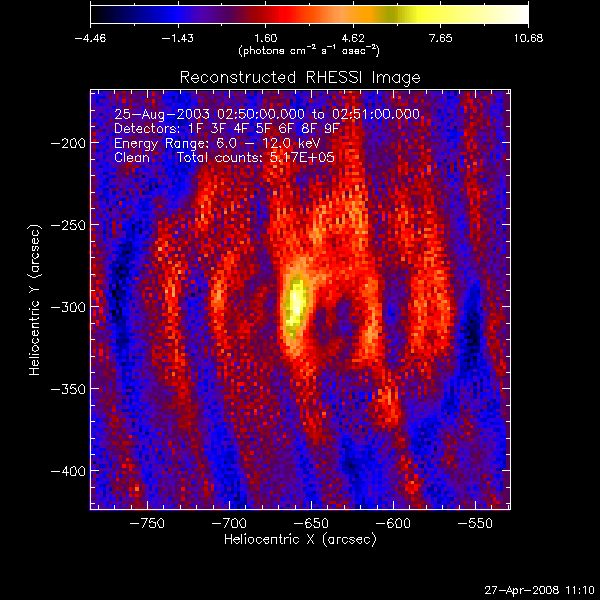 −4.46 −1.43 1.60 4.62 7.65 10.68
(photons cm⁻² s⁻¹ asec⁻²)
Reconstructed RHESSI Image
25−Aug−2003 02:50:00.000 to 02:51:00.000
Detectors: 1F 3F 4F 5F 6F 8F 9F
Energy Range: 6.0 − 12.0 keV
Clean Total counts: 5.17E+05
−200
−250
−300
−350
−400
Heliocentric Y (arcsec)
−750 −700 −650 −600 −550
Heliocentric X (arcsec)
27−Apr−2008 11:10